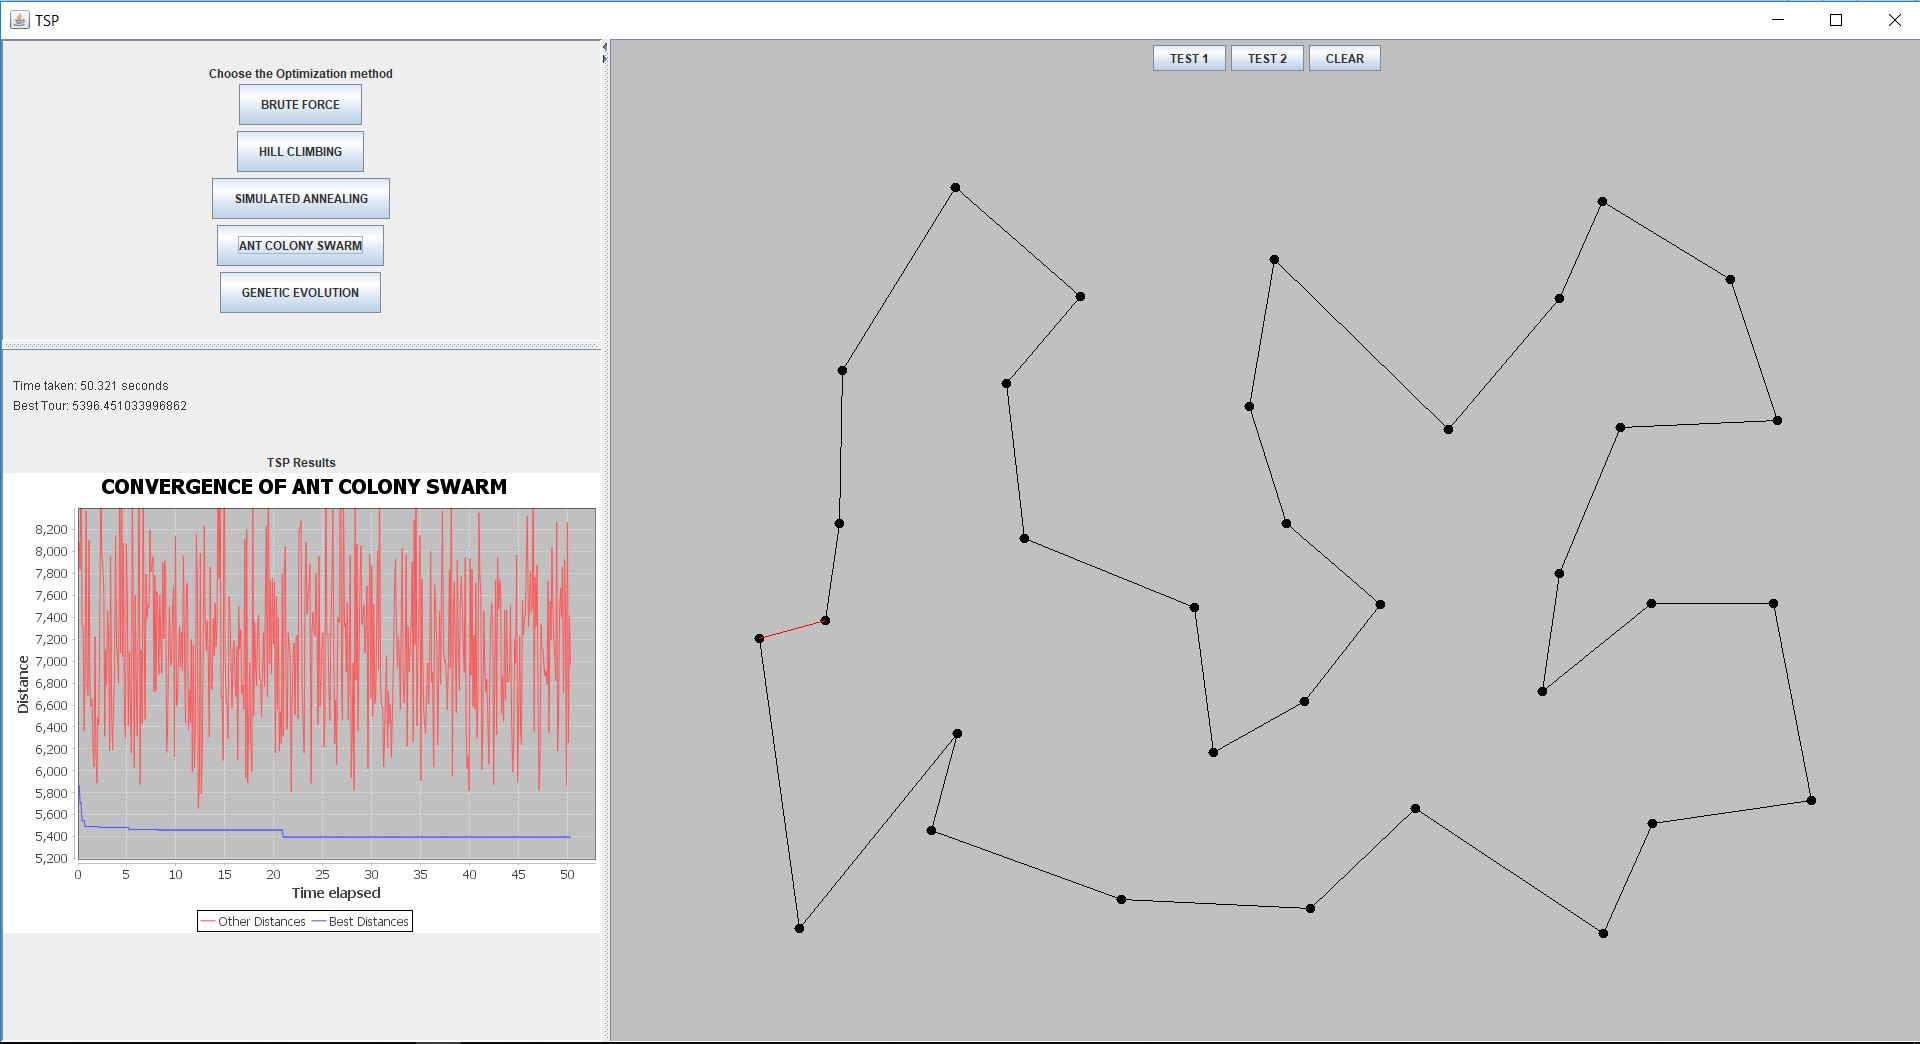 TSP
Choose the Optimization method
BRUTE FORCE
HILL CLIMBING
SIMULATED ANNEALING
ANT COLONY SWARM
GENETIC EVOLUTION
Time taken: 50.321 seconds
Best Tour: 5396.451033996862
TSP Results
CONVERGENCE OF ANT COLONY SWARM
Distance
8,200
8,000
7,800
7,600
7,400
7,200
7,000
6,800
6,600
6,400
6,200
6,000
5,800
5,600
5,400
5,200
0 5 10 15 20 25 30 35 40 45 50
Time elapsed
Other Distances Best Distances
TEST 1 TEST 2 CLEAR